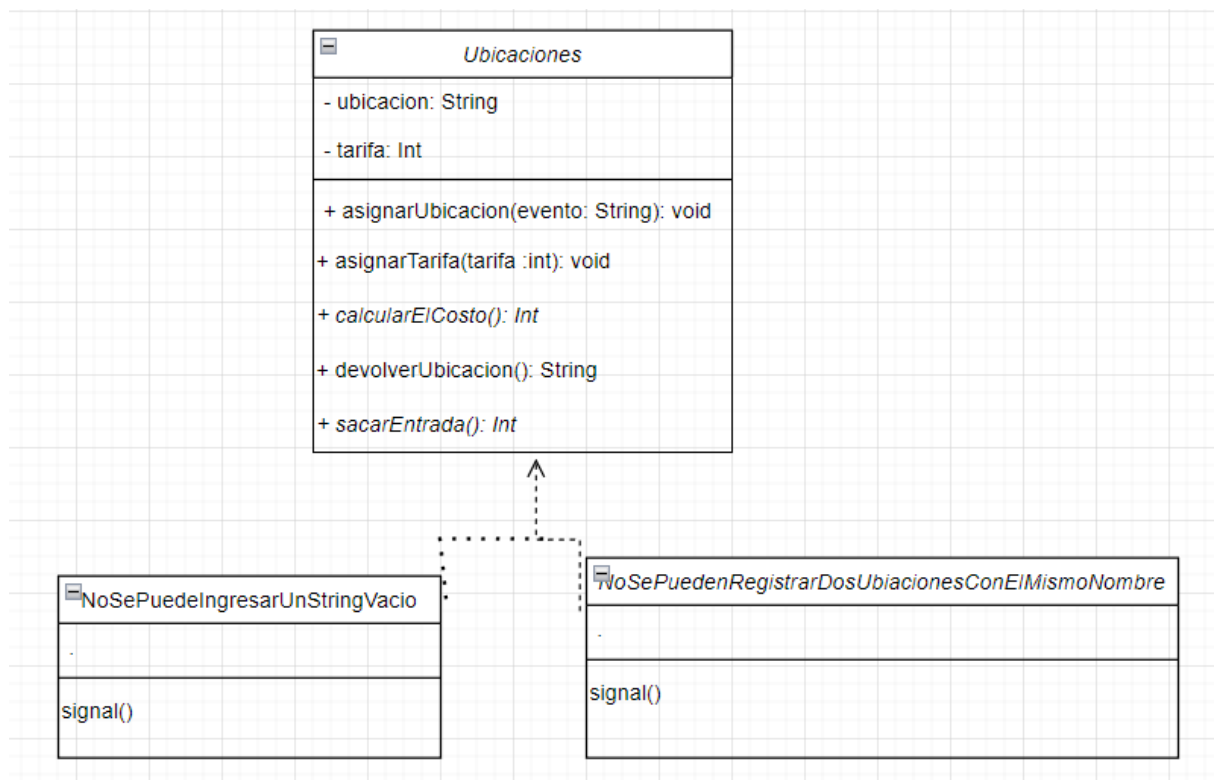 Ubicaciones
- ubicacion: String
- tarifa: Int
+ asignarUbicacion(evento: String): void
+ asignarTarifa(tarifa :int): void
+ calcularElCosto(): Int
+ devolverUbicacion(): String
+ sacarEntrada(): Int
NoSePuedeIngresarUnStringVacio
.
signal()
NoSePuedenRegistrarDosUbiacionesConElMismoNombre
.
signal()